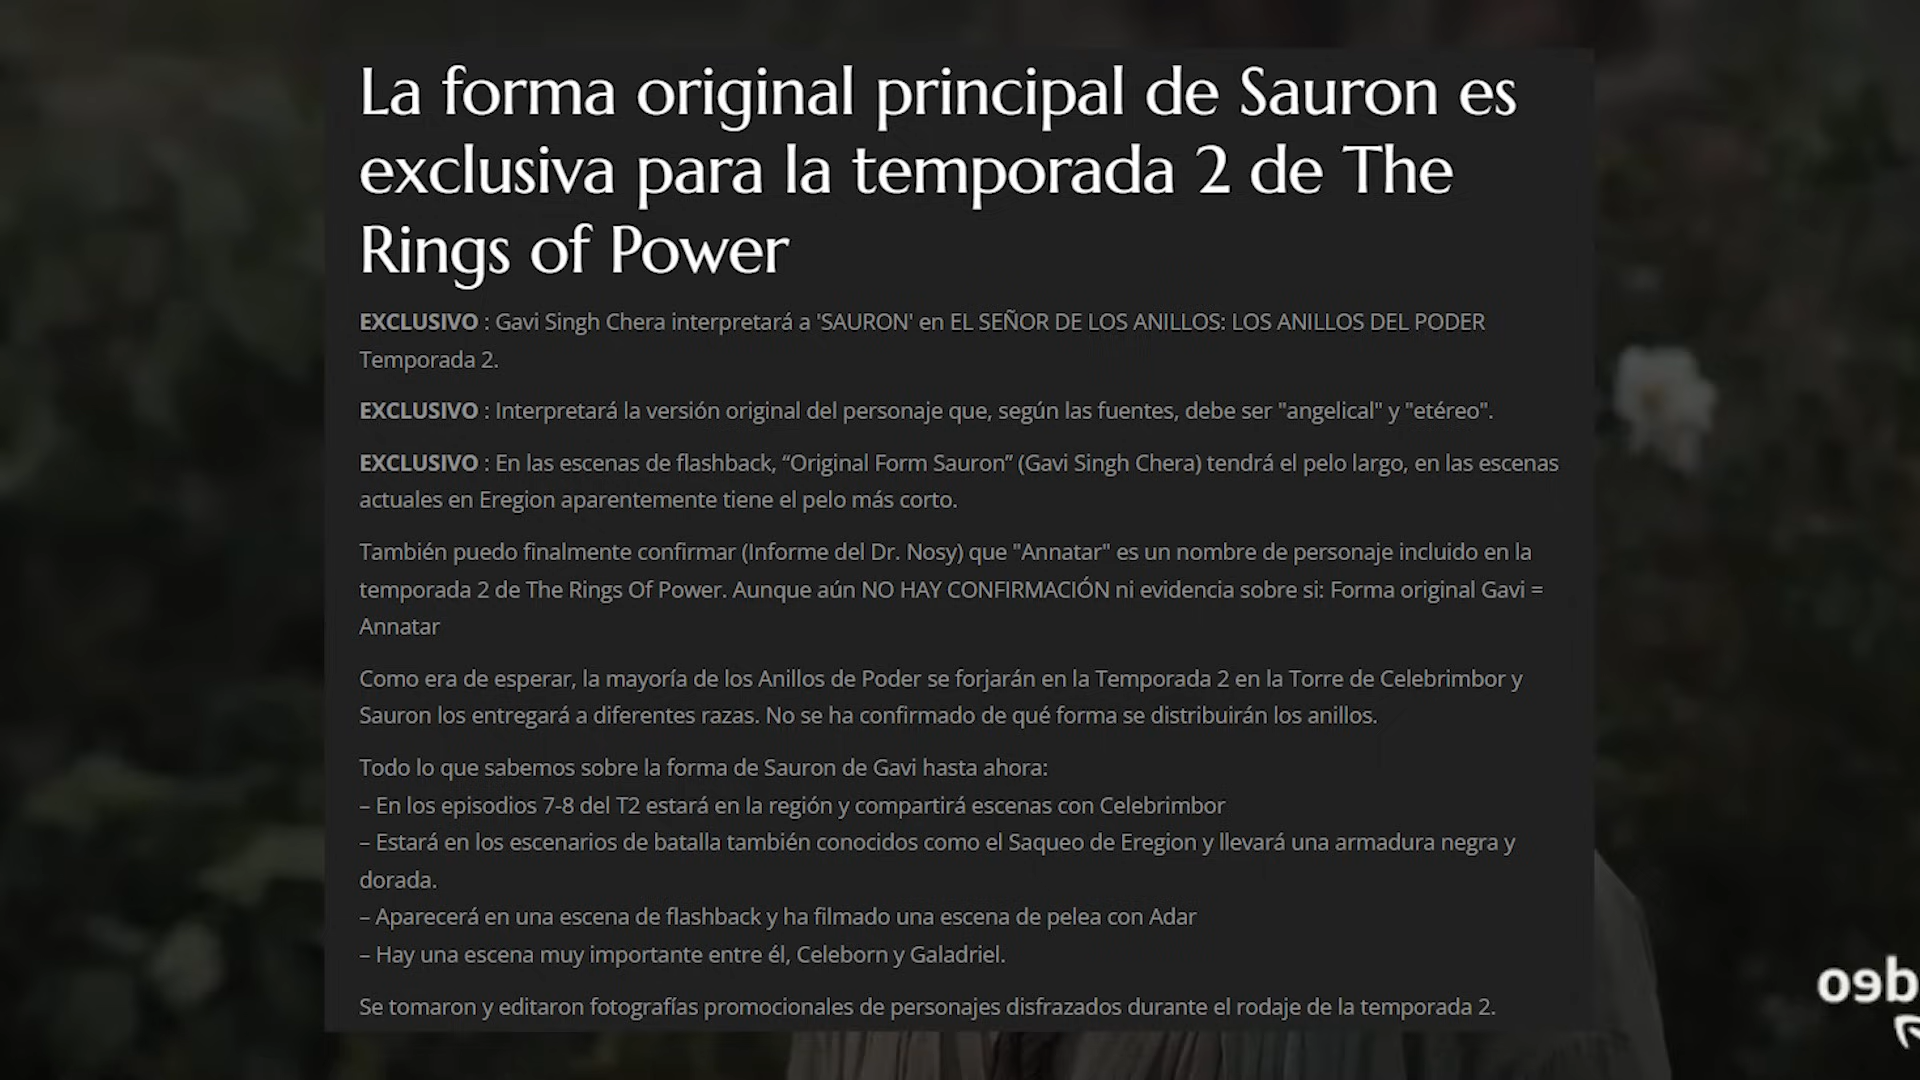 La forma original principal de Sauron es
exclusiva para la temporada 2 de The
Rings of Power
EXCLUSIVO : Gavi Singh Chera interpretará a 'SAURON' en EL SEÑOR DE LOS ANILLOS: LOS ANILLOS DEL PODER
Temporada 2.
EXCLUSIVO : Interpretará la versión original del personaje que, según las fuentes, debe ser "angelical" y "etéreo".
EXCLUSIVO : En las escenas de flashback, “Original Form Sauron” (Gavi Singh Chera) tendrá el pelo largo, en las escenas
actuales en Eregion aparentemente tiene el pelo más corto.
También puedo finalmente confirmar (Informe del Dr. Nosy) que "Annatar" es un nombre de personaje incluido en la
temporada 2 de The Rings Of Power. Aunque aún NO HAY CONFIRMACIÓN ni evidencia sobre si: Forma original Gavi =
Annatar
Como era de esperar, la mayoría de los Anillos de Poder se forjarán en la Temporada 2 en la Torre de Celebrimbor y
Sauron los entregará a diferentes razas. No se ha confirmado de qué forma se distribuirán los anillos.
Todo lo que sabemos sobre la forma de Sauron de Gavi hasta ahora:
– En los episodios 7-8 del T2 estará en la región y compartirá escenas con Celebrimbor
– Estará en los escenarios de batalla también conocidos como el Saqueo de Eregion y llevará una armadura negra y
dorada.
– Aparecerá en una escena de flashback y ha filmado una escena de pelea con Adar
– Hay una escena muy importante entre él, Celeborn y Galadriel.
Se tomaron y editaron fotografías promocionales de personajes disfrazados durante el rodaje de la temporada 2.